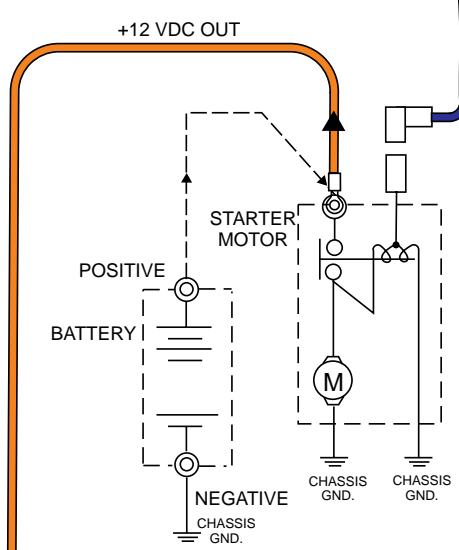 +12 VDC OUT
STARTER
MOTOR
POSITIVE
BATTERY
M
NEGATIVE
CHASSIS
GND.
CHASSIS
GND.
CHASSIS
GND.